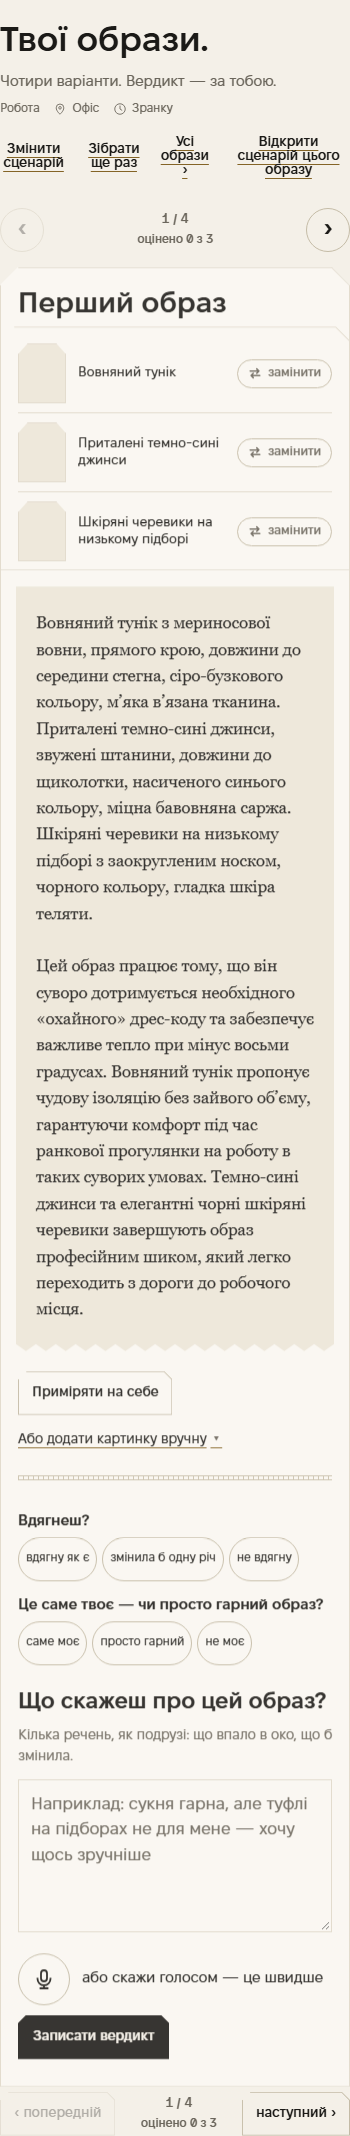 Твої образи.
Чотири варіанти. Вердикт — за тобою.
Робота Офіс Зранку
Змінити
сценарій
Зібрати
ще раз
Усі
образи
›
Відкрити
сценарій цього
образу
‹
1 / 4
оцінено 0 з 3
›
Перший образ
Вовняний тунік
замінити
Приталені темно-сині
джинси
замінити
Шкіряні черевики на
низькому підборі
замінити
Вовняний тунік з мериносової
вовни, прямого крою, довжини до
середини стегна, сіро-бузкового
кольору, м’яка в’язана тканина.
Приталені темно-сині джинси,
звужені штанини, довжини до
щиколотки, насиченого синього
кольору, міцна бавовняна саржа.
Шкіряні черевики на низькому
підборі з заокругленим носком,
чорного кольору, гладка шкіра
теляти.
Цей образ працює тому, що він
суворо дотримується необхідного
«охайного» дрес-коду та забезпечує
важливе тепло при мінус восьми
градусах. Вовняний тунік пропонує
чудову ізоляцію без зайвого об’єму,
гарантуючи комфорт під час
ранкової прогулянки на роботу в
таких суворих умовах. Темно-сині
джинси та елегантні чорні шкіряні
черевики завершують образ
професійним шиком, який легко
переходить з дороги до робочого
місця.
Приміряти на себе
Або додати картинку вручну
Вдягнеш?
вдягну як є змінила б одну річ не вдягну
Це саме твоє — чи просто гарний образ?
саме моє просто гарний не моє
Що скажеш про цей образ?
Кілька речень, як подрузі: що впало в око, що б
змінила.
Наприклад: сукня гарна, але туфлі
на підборах не для мене — хочу
щось зручніше
або скажи голосом — це швидше
Записати вердикт
‹ попередній
1 / 4
оцінено 0 з 3
наступний ›